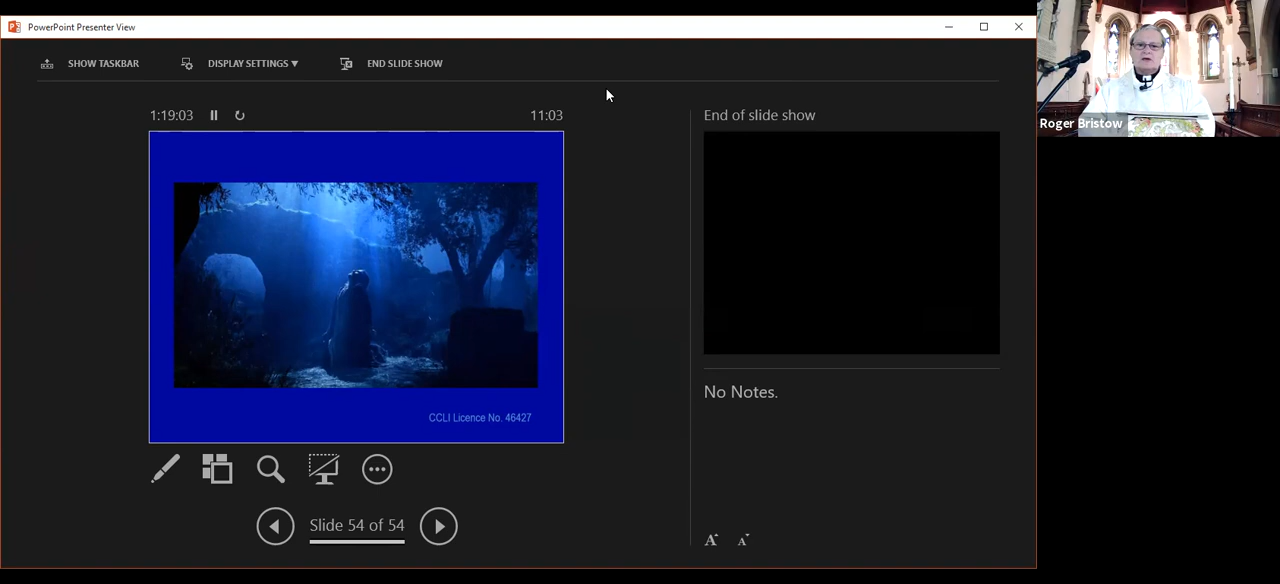 PowerPoint Presenter View
SHOW TASKBAR
DISPLAY SETTINGS ▼
END SLIDE SHOW
1:19:03
11:03
End of slide show
CCLI Licence No. 46427
No Notes.
Slide 54 of 54
A A
Roger Bristow